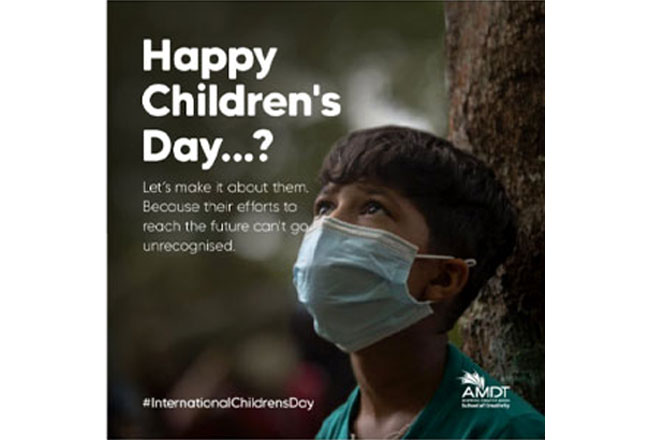 Happy
Children's
Day...?
Let's make it about them.
Because their efforts to
reach the future can't go
unrecognised.
#InternationalChildrensDay
AMDT
School of Creativity